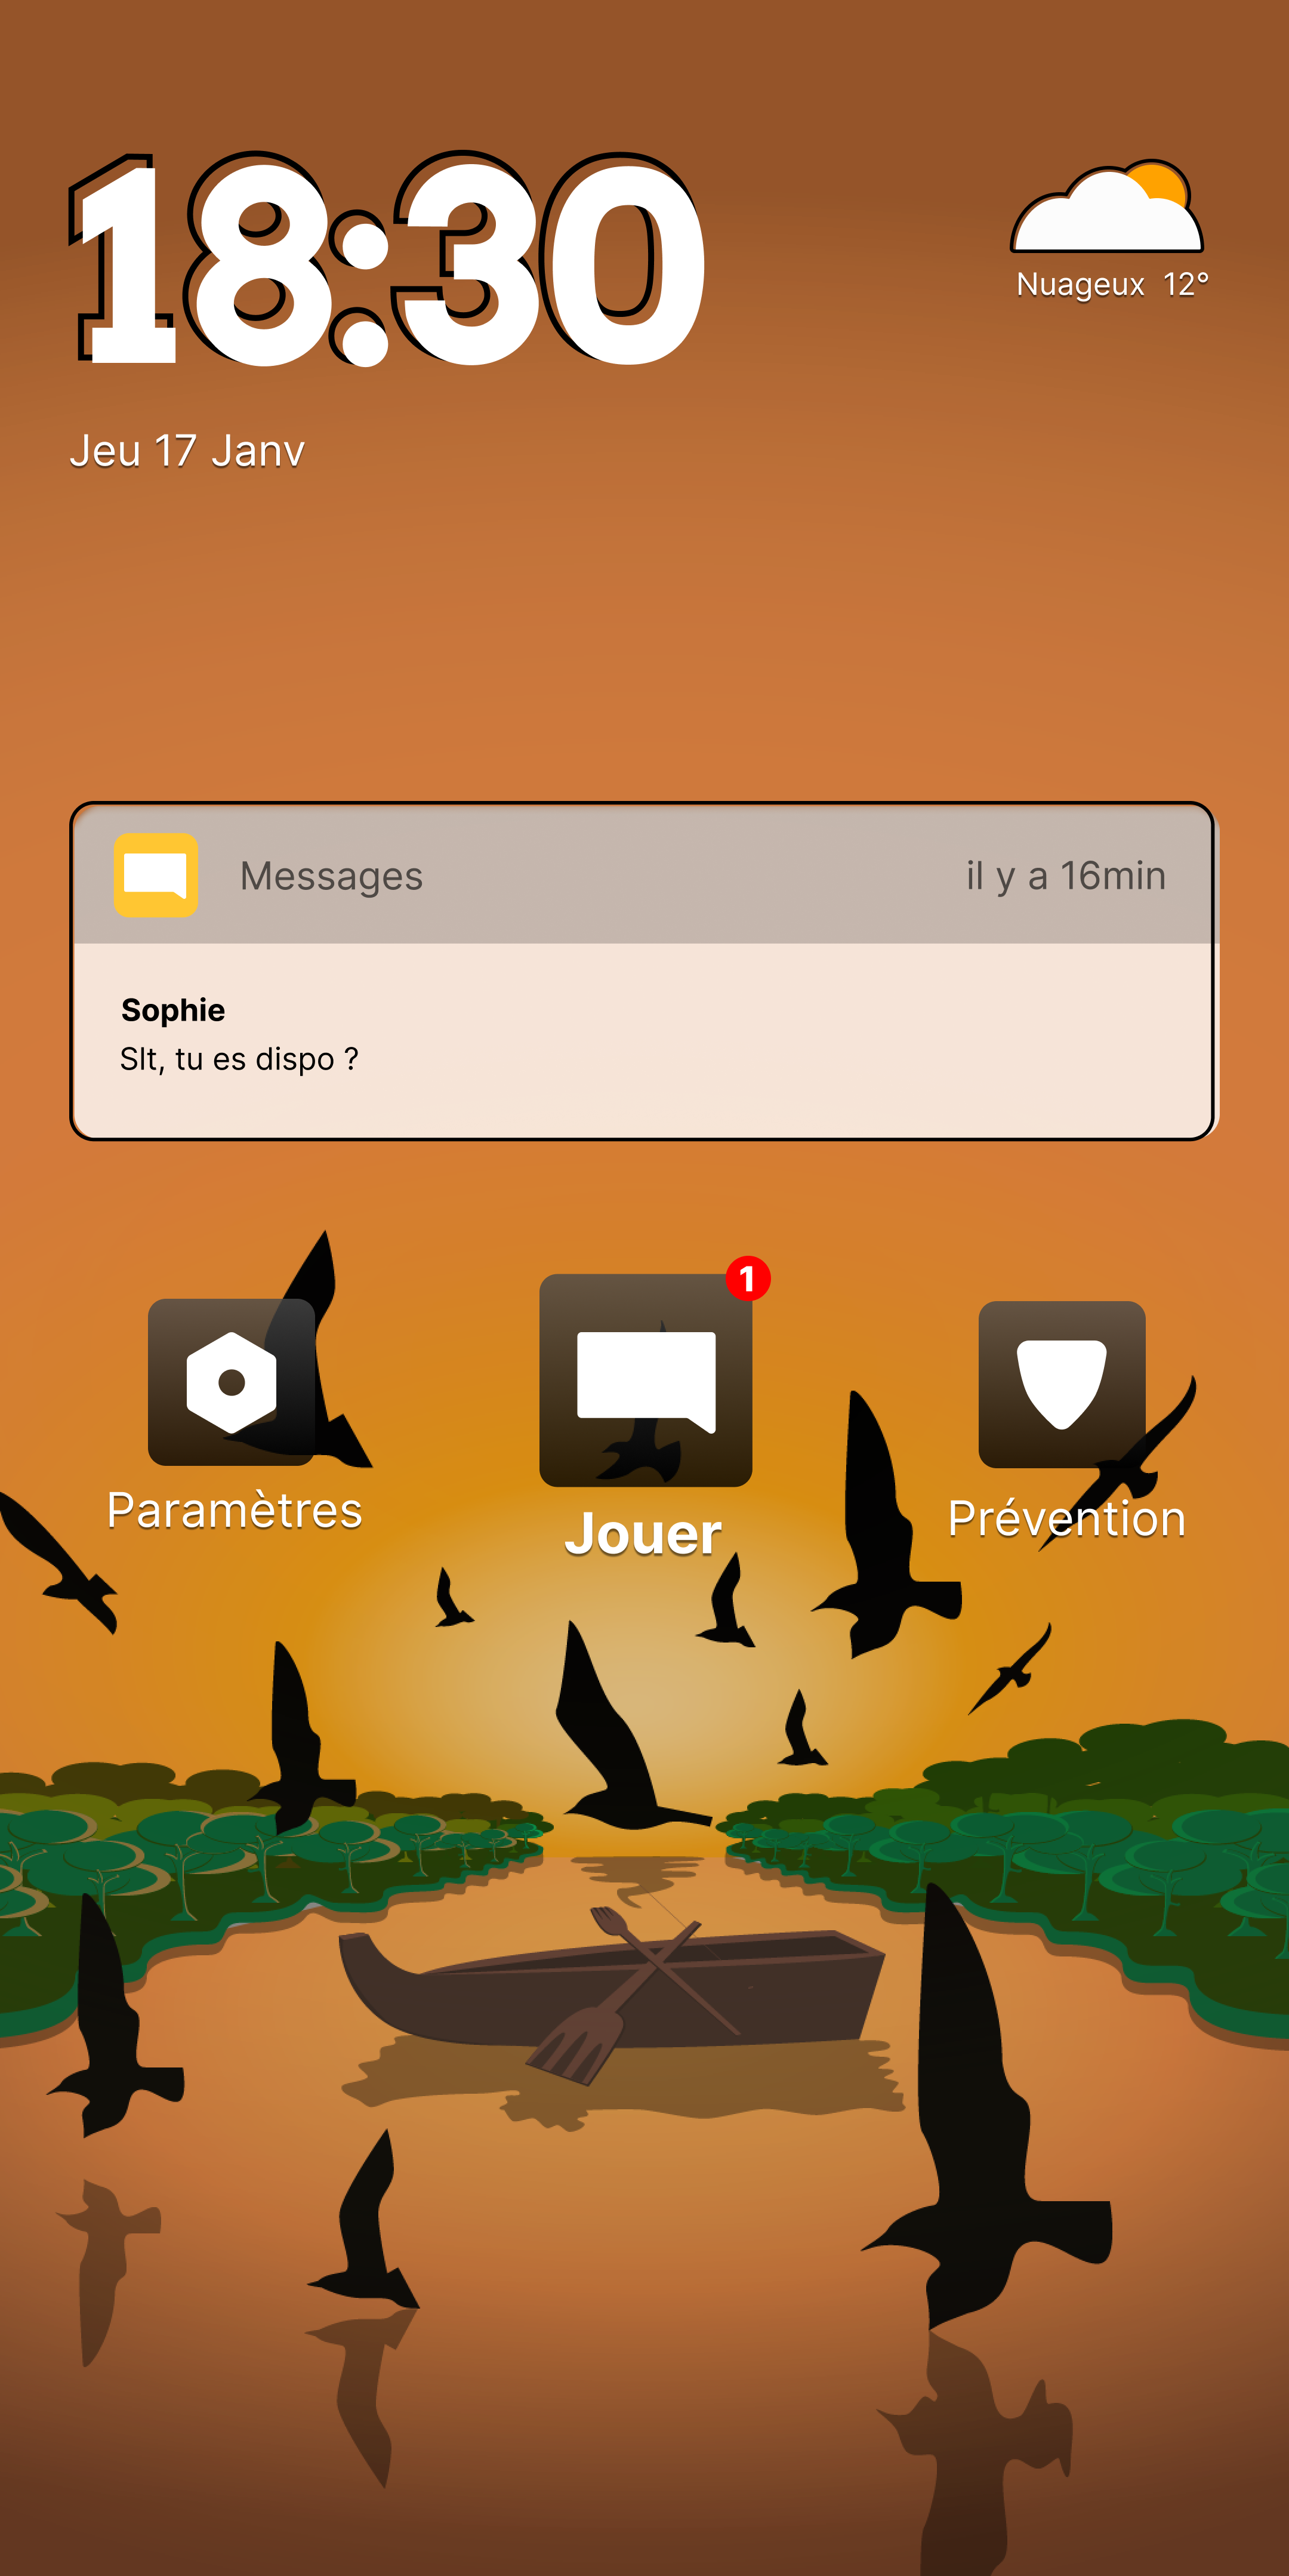 18:30
Nuageux 12°
Jeu 17 Janv
Messages il y a 16min
Sophie
Slt, tu es dispo ?
1
Paramètres
Jouer
Prévention